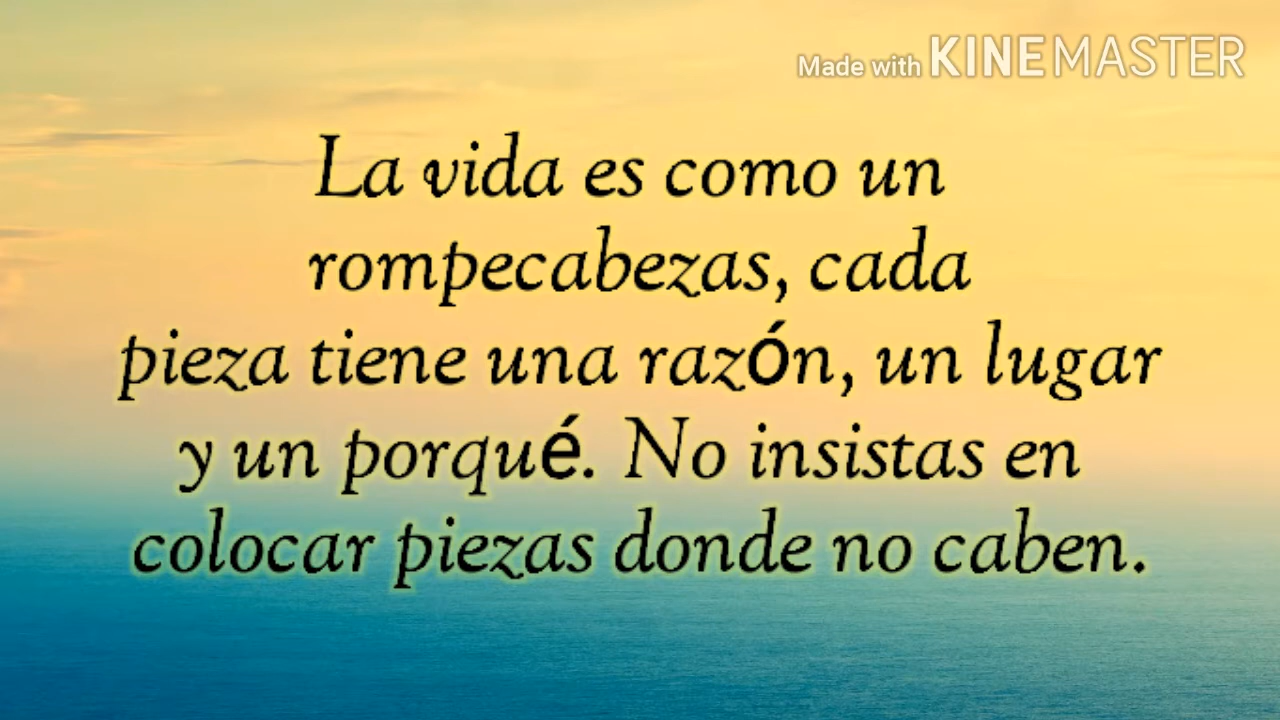 Made with KINEMASTER
La vida es como un
rompecabezas, cada
pieza tiene una razón, un lugar
y un porqué. No insistas en
colocar piezas donde no caben.